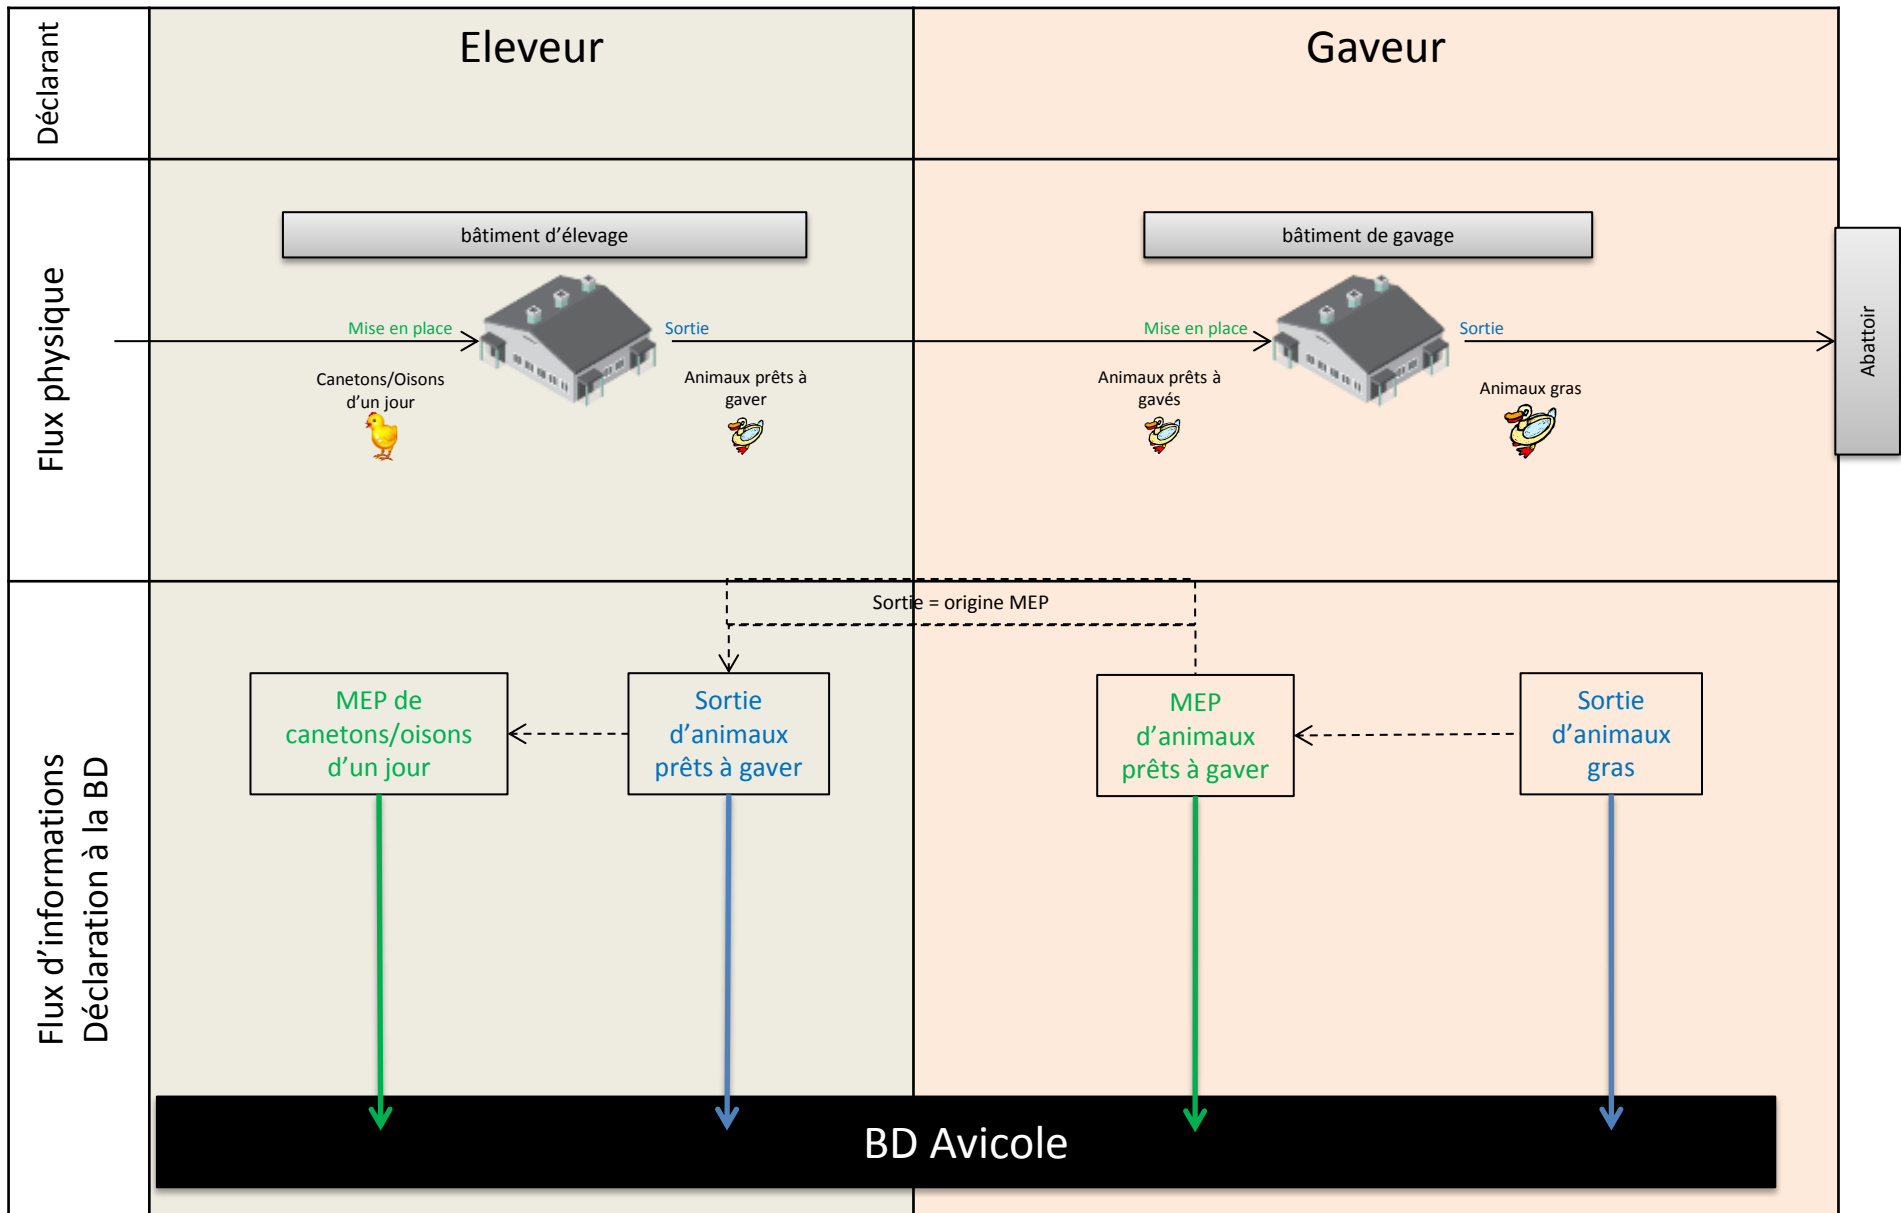 Déclarant
Eleveur
Gaveur
Flux physique
bâtiment d’élevage
bâtiment de gavage
Mise en place
Sortie
Mise en place
Sortie
Canetons/Oisons
d’un jour
Animaux prêts à
gaver
Animaux prêts à
gavés
Animaux gras
Abattoir
Flux d’informations
Déclaration à la BD
Sortie = origine MEP
MEP de
canetons/oisons
d’un jour
Sortie
d’animaux
prêts à gaver
MEP
d’animaux
prêts à gaver
Sortie
d’animaux
gras
BD Avicole